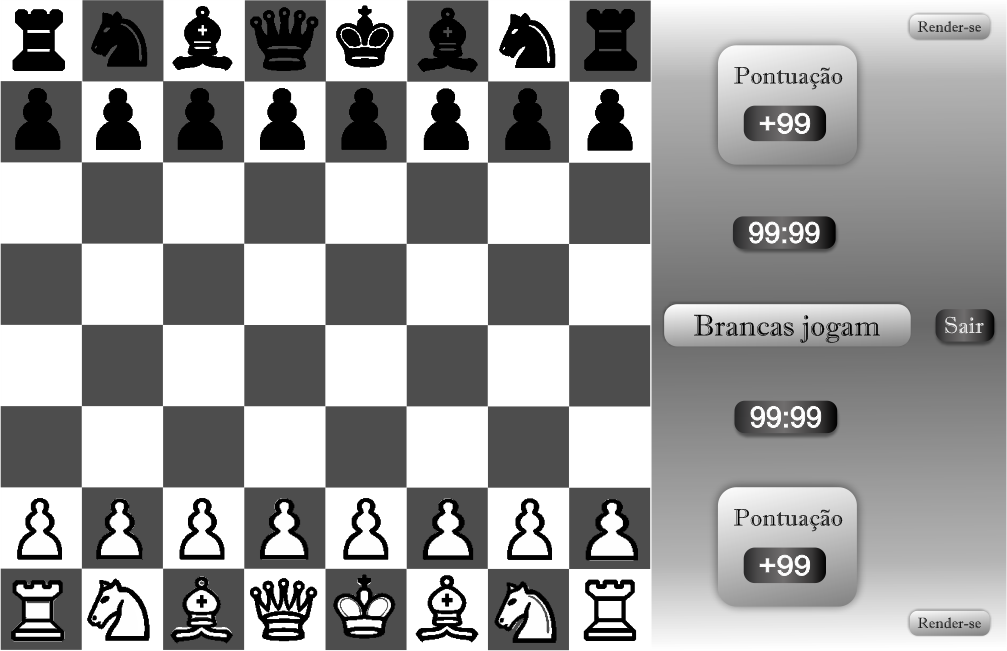 Render-se
Pontuação
+99
99:99
Brancas jogam
Sair
99:99
Pontuação
+99
Render-se